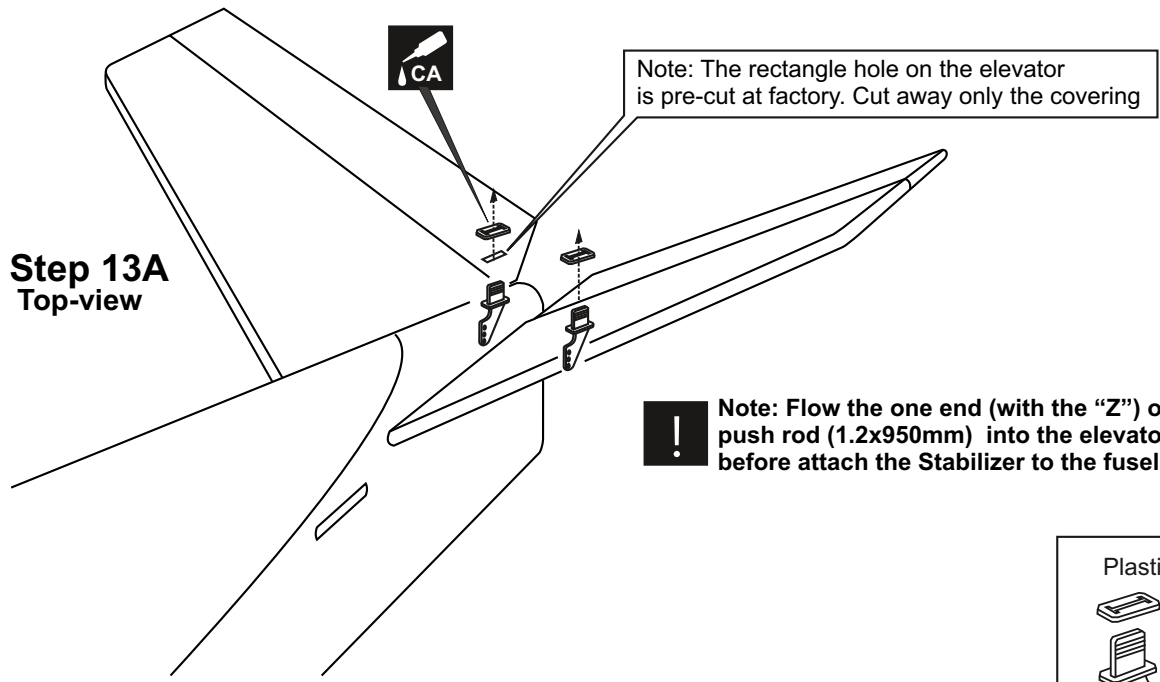 CA
Note: The rectangle hole on the elevator
is pre-cut at factory. Cut away only the covering
Step 13A
Top-view
! Note: Flow the one end (with the “Z”) o
push rod (1.2x950mm) into the elevato
before attach the Stabilizer to the fusel
Plasti